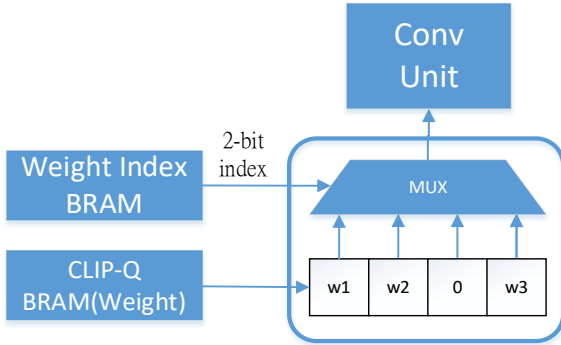 Conv
Unit
2-bit
index
Weight Index
BRAM
MUX
CLIP-Q
BRAM(Weight)
w1 w2 0 w3